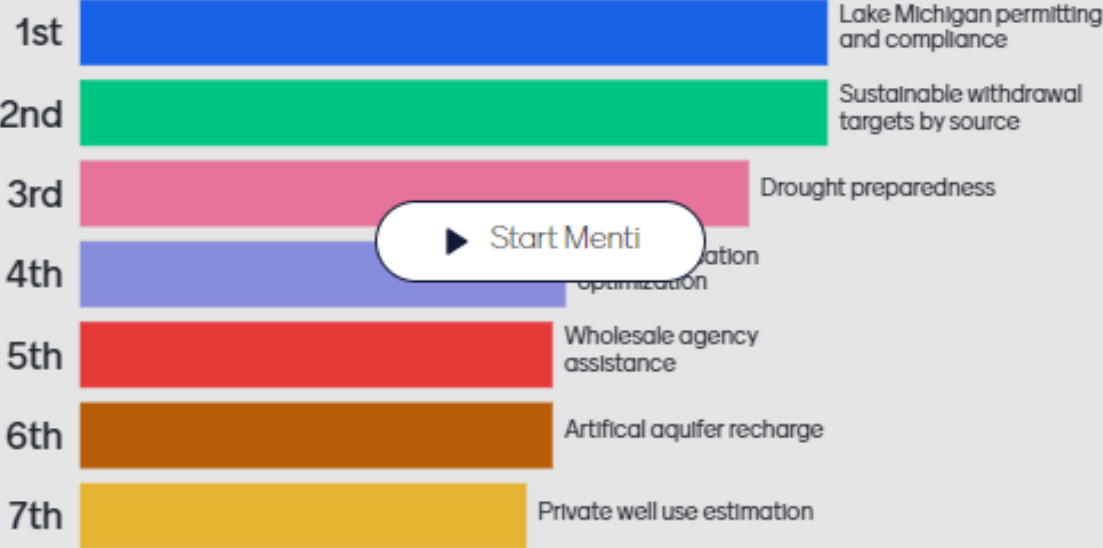 1st
Lake Michigan permitting
and compliance
2nd
Sustainable withdrawal
targets by source
3rd
Drought preparedness
Start Menti
4th
optimization
5th
Wholesale agency
assistance
6th
Artifical aquifer recharge
7th
Private well use estimation